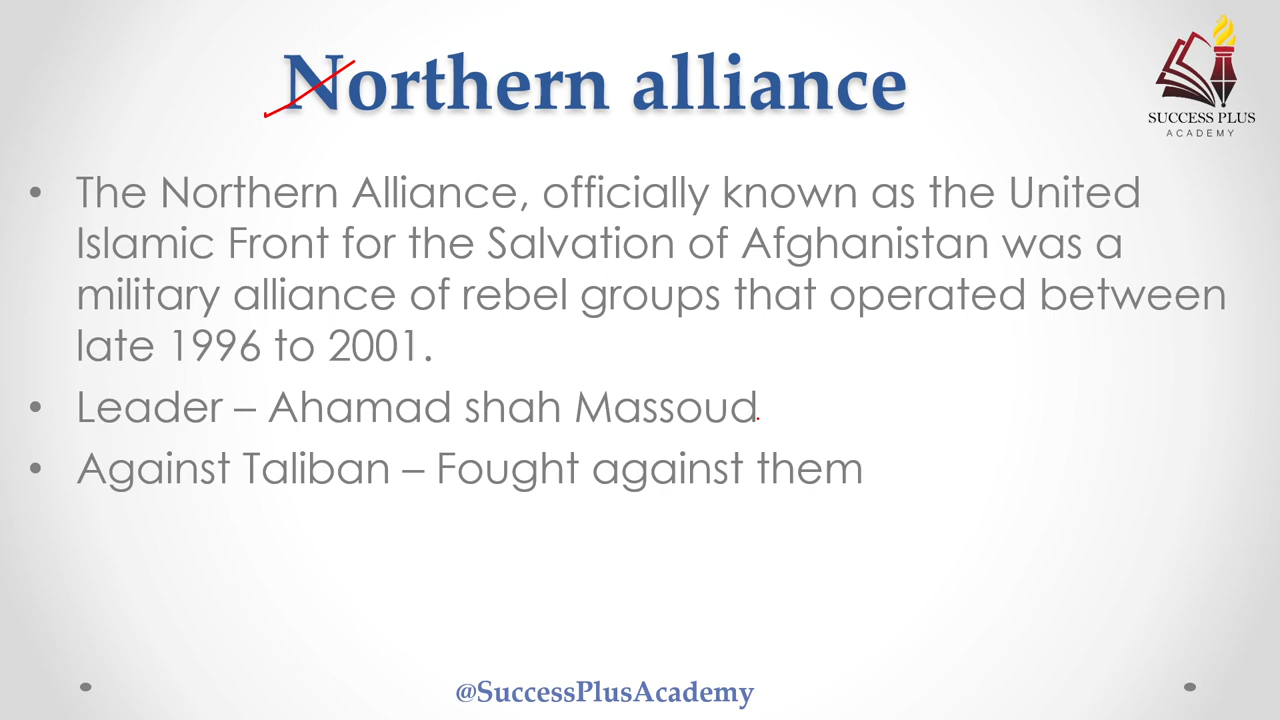 Northern alliance
SUCCESS PLUS
ACADEMY
• The Northern Alliance, officially known as the United
Islamic Front for the Salvation of Afghanistan was a
military alliance of rebel groups that operated between
late 1996 to 2001.
• Leader – Ahamad shah Massoud
• Against Taliban – Fought against them
@SuccessPlusAcademy